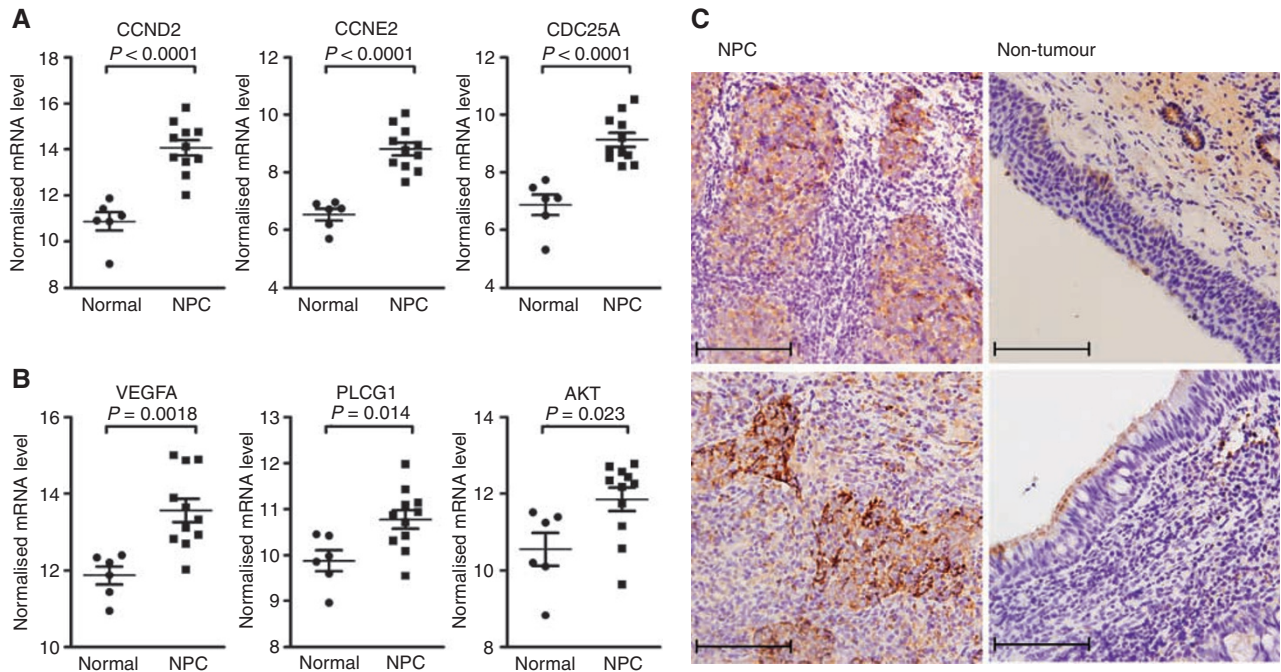 A
CCND2
P < 0.0001
Normalised mRNA level
18
16
14
12
10
8
Normal
NPC
CCNE2
P < 0.0001
Normalised mRNA level
12
10
8
6
4
Normal
NPC
CDC25A
P < 0.0001
Normalised mRNA level
12
10
8
6
4
Normal
NPC
B
VEGFA
P = 0.0018
Normalised mRNA level
16
14
12
10
Normal
NPC
PLCG1
P = 0.014
Normalised mRNA level
13
12
11
10
9
8
Normal
NPC
AKT
P = 0.023
Normalised mRNA level
14
12
10
8
Normal
NPC
C
NPC
Non-tumour